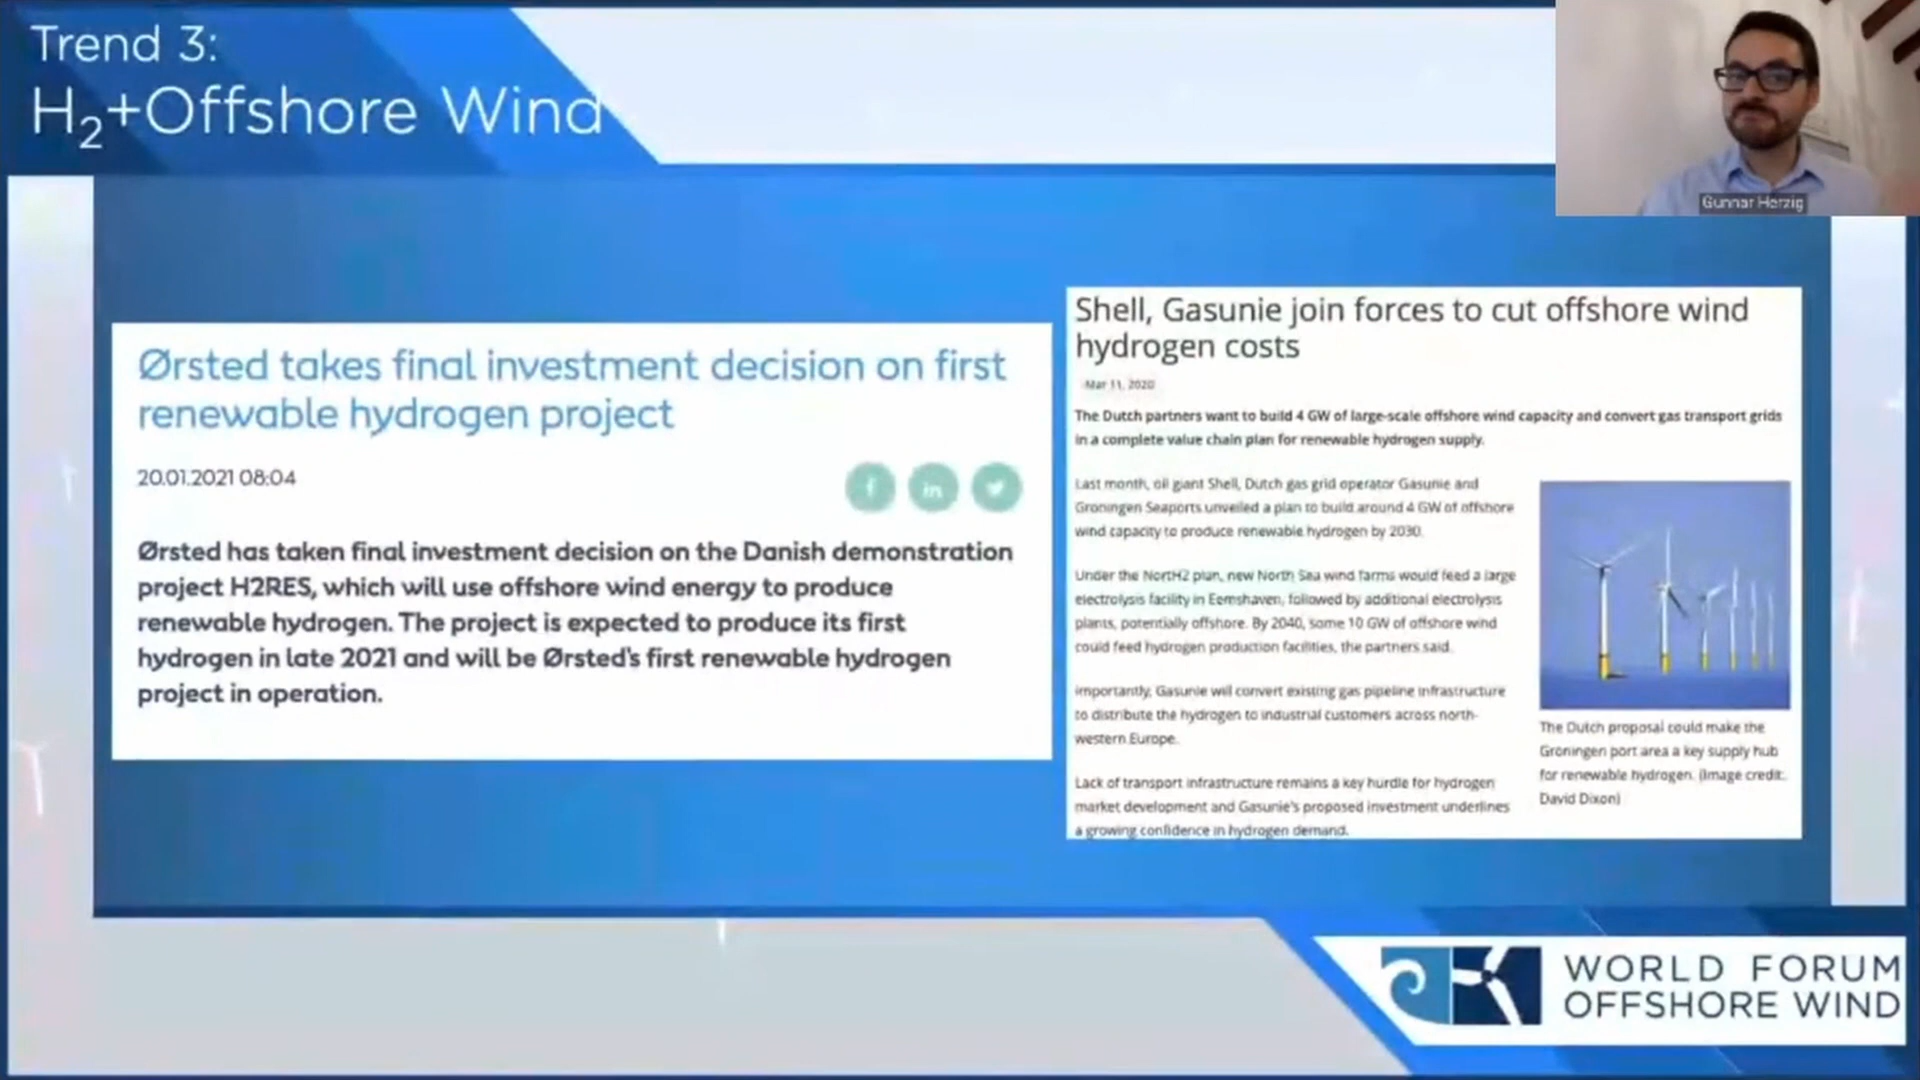 Trend 3:
H₂+Offshore Wind
Gunnar Herzig
Ørsted takes final investment decision on first
renewable hydrogen project
20.01.2021 08:04
f in
Ørsted has taken final investment decision on the Danish demonstration
project H2RES, which will use offshore wind energy to produce
renewable hydrogen. The project is expected to produce its first
hydrogen in late 2021 and will be Ørsted's first renewable hydrogen
project in operation.
Shell, Gasunie join forces to cut offshore wind
hydrogen costs
Mar 11, 2020
The Dutch partners want to build 4 GW of large-scale offshore wind capacity and convert gas transport grids
in a complete value chain plan for renewable hydrogen supply.
Last month, oil giant Shell, Dutch gas grid operator Gasunie and
Groningen Seaports unveiled a plan to build around 4 GW of offshore
wind capacity to produce renewable hydrogen by 2030.
Under the NortH2 plan, new North Sea wind farms would feed a large
electrolysis facility in Eemshaven, followed by additional electrolysis
plants, potentially offshore. By 2040, some 10 GW of offshore wind
could feed hydrogen production facilities, the partners said.
Importantly, Gasunie will convert existing gas pipeline infrastructure
to distribute the hydrogen to industrial customers across north-
western Europe.
Lack of transport infrastructure remains a key hurdle for hydrogen
market development and Gasunie's proposed investment underlines
a growing confidence in hydrogen demand.
The Dutch proposal could make the
Groningen port area a key supply hub
for renewable hydrogen. (Image credit:
David Dixon)
WORLD FORUM
OFFSHORE WIND